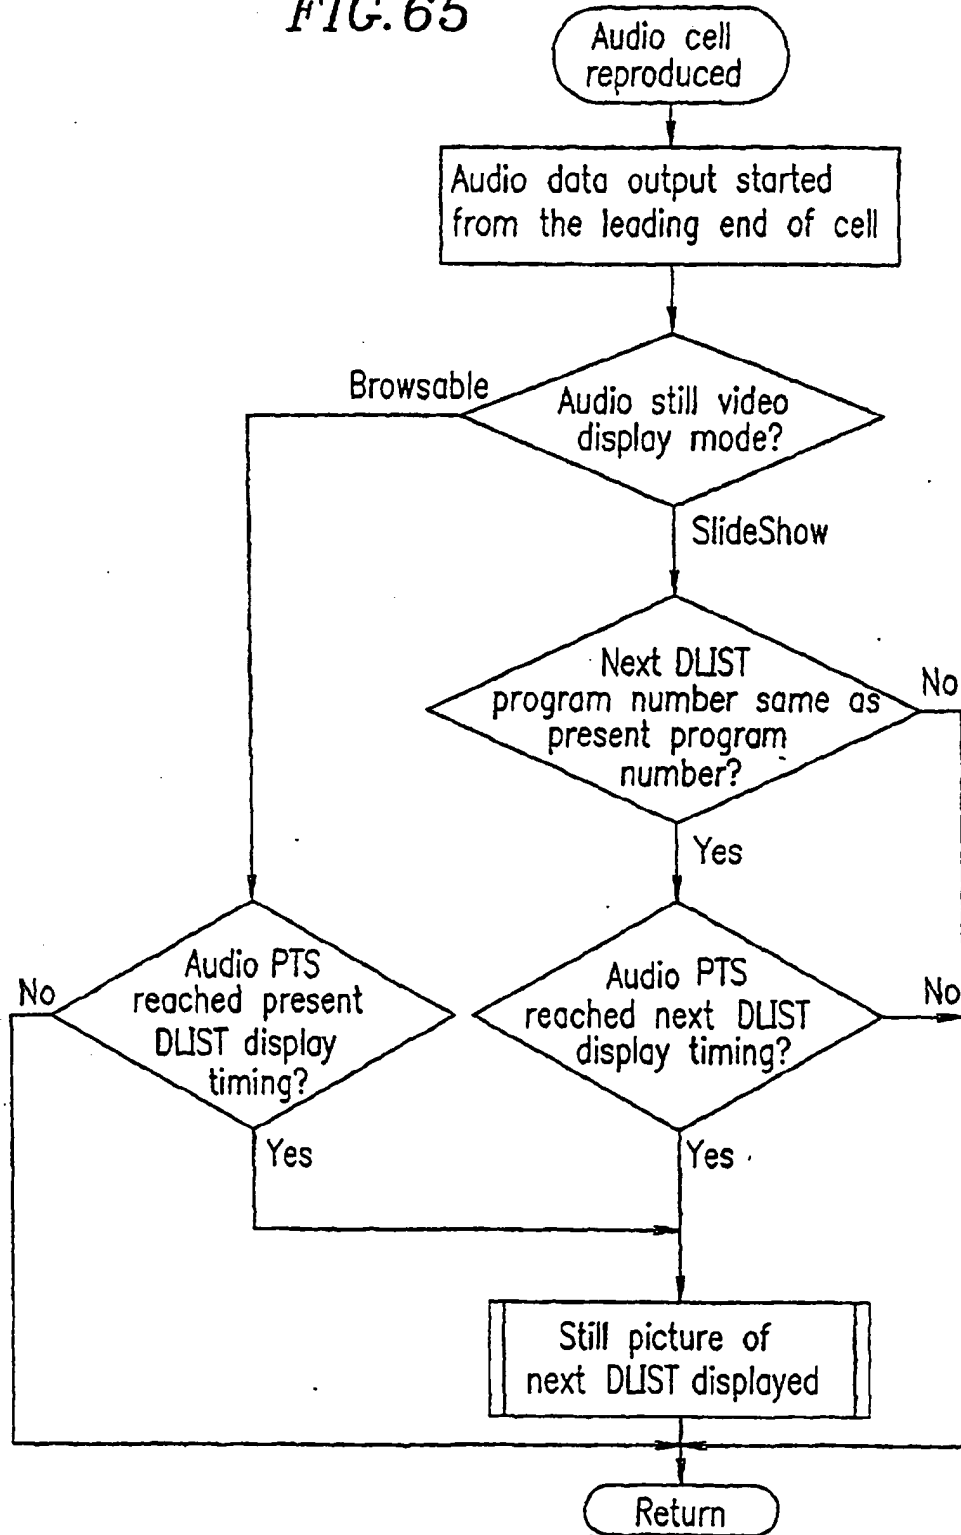 FIG. 65
Audio cell
reproduced
Audio data output started
from the leading end of cell
Browsable
Audio still video
display mode?
SlideShow
Next DLIST
program number same as
present program
number?
No
Yes
Audio PTS
reached present
DLIST display
timing?
No
Audio PTS
reached next DLIST
display timing?
No
Yes
Yes
Still picture of
next DLIST displayed
Return